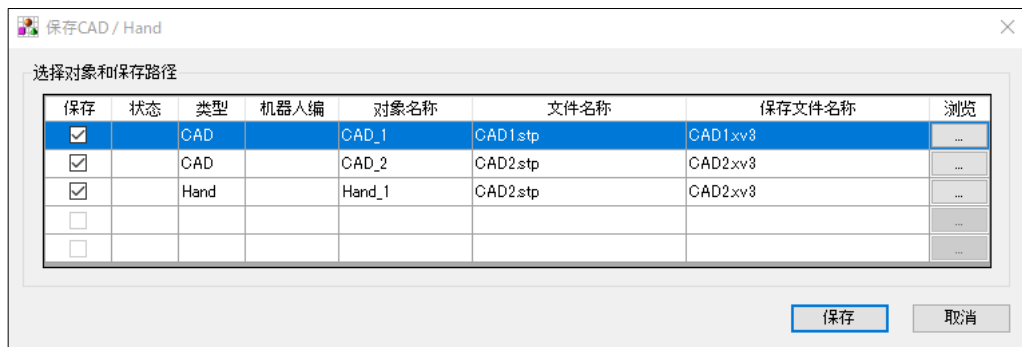 保存CAD / Hand
选择对象和保存路径
保存 状态 类型 机器人编 对象名称 文件名称 保存文件名称 浏览
CAD CAD_1 CAD1.stp CAD1.xv3 ...
CAD CAD_2 CAD2.stp CAD2.xv3 ...
Hand Hand_1 CAD2.stp CAD2.xv3 ...
...
...
保存 取消